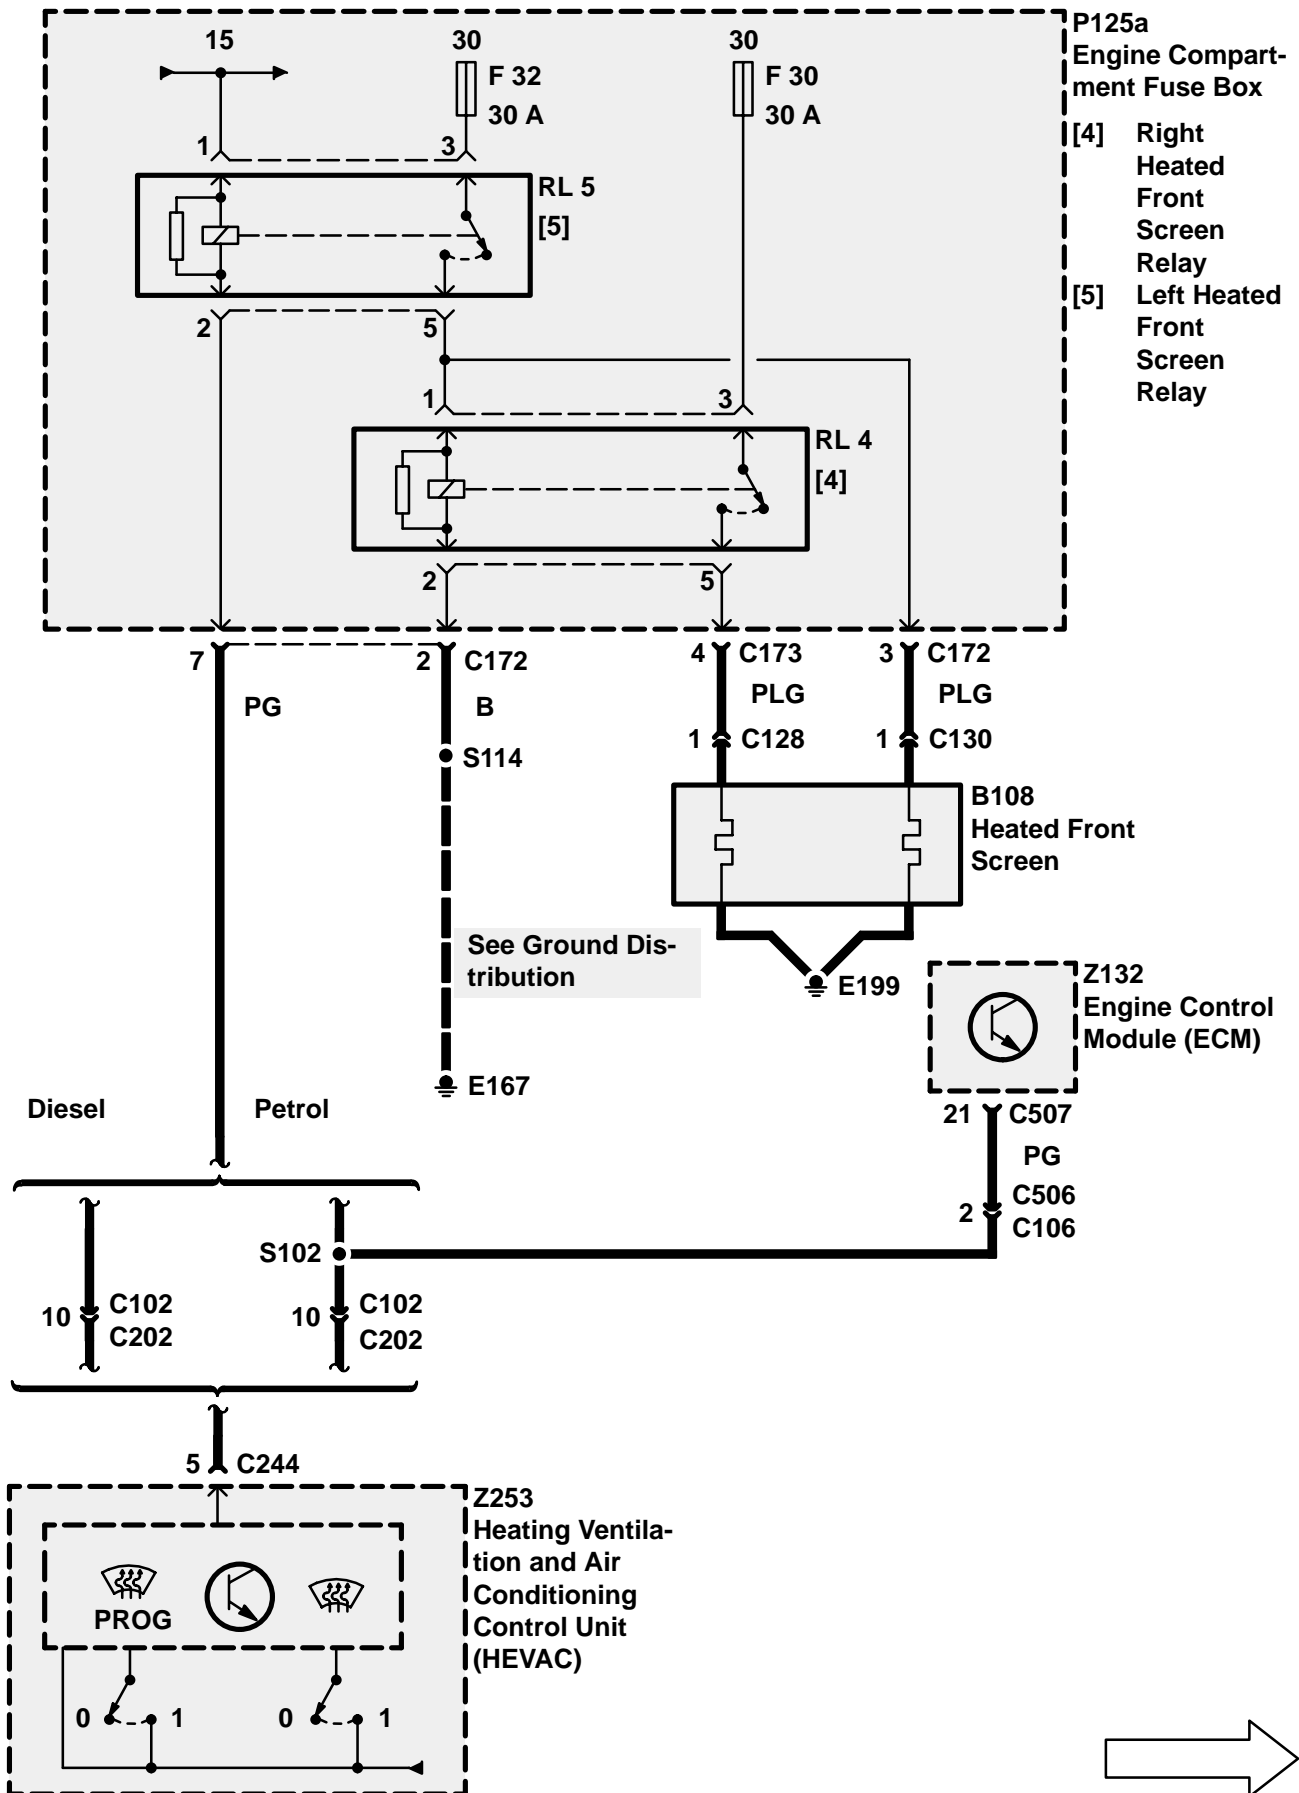 15
30
30
P125a
Engine Compart-
ment Fuse Box
F 32
30 A
F 30
30 A
[4] Right
Heated
Front
Screen
Relay
[5] Left Heated
Front
Screen
Relay
1
3
RL 5
[5]
2
5
1
3
RL 4
[4]
2
5
7
2 C172
4 C173
3 C172
PG
B
PLG
PLG
S114
1 C128
1 C130
B108
Heated Front
Screen
See Ground Dis-
tribution
E199
Z132
Engine Control
Module (ECM)
E167
Diesel
Petrol
21 C507
PG
C506
2
C106
S102
10
C102
C202
10
C102
C202
5 C244
Z253
Heating Ventila-
tion and Air
Conditioning
Control Unit
(HEVAC)
PROG
0 1
0 1